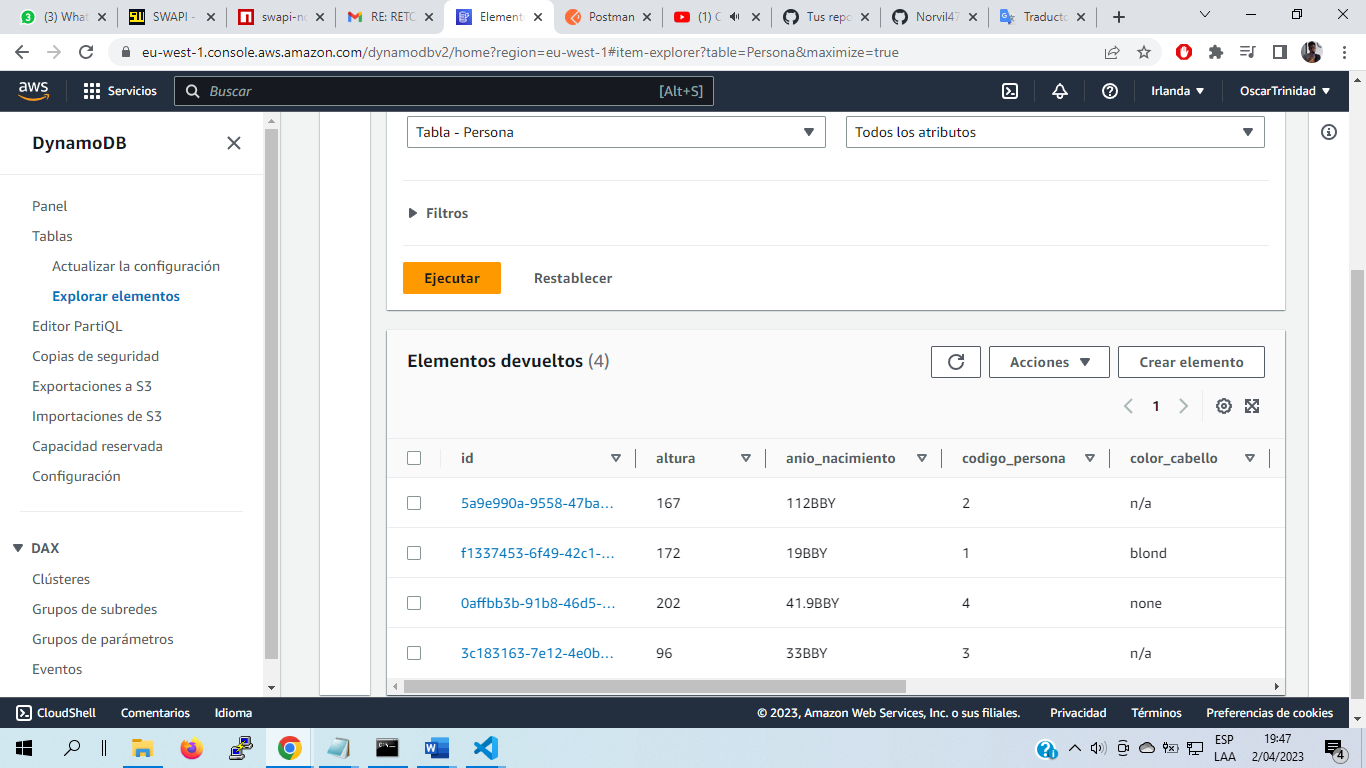 (3) What
SWAPI -
swapi-no
RE: RETO
Element
Postman
(1) C
Tus repo
Norvil47
Traducto
eu-west-1.console.aws.amazon.com/dynamodbv2/home?region=eu-west-1#item-explorer?table=Persona&maximize=true
aws
Servicios
Buscar
[Alt+S]
Irlanda
OscarTrinidad
DynamoDB
Panel
Tablas
Actualizar la configuración
Explorar elementos
Editor PartiQL
Copias de seguridad
Exportaciones a S3
Importaciones de S3
Capacidad reservada
Configuración
DAX
Clústeres
Grupos de subredes
Grupos de parámetros
Eventos
Tabla - Persona
Todos los atributos
Filtros
Ejecutar
Restablecer
Elementos devueltos (4)
Acciones
Crear elemento
1
id altura anio_nacimiento codigo_persona color_cabello
5a9e990a-9558-47ba… 167 112BBY 2 n/a
f1337453-6f49-42c1-… 172 19BBY 1 blond
0affbb3b-91b8-46d5-… 202 41.9BBY 4 none
3c183163-7e12-4e0b… 96 33BBY 3 n/a
CloudShell
Comentarios
Idioma
© 2023, Amazon Web Services, Inc. o sus filiales.
Privacidad
Términos
Preferencias de cookies
ESP
LAA
19:47
2/04/2023
4